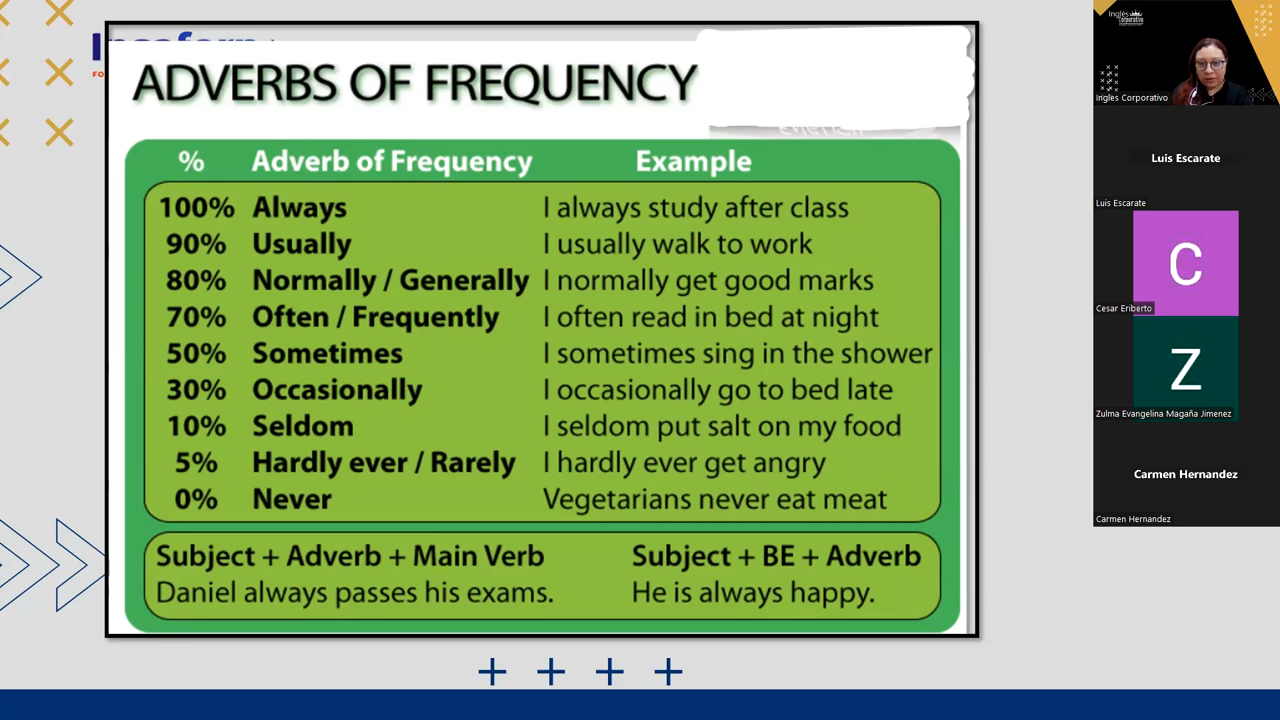 ADVERBS OF FREQUENCY
% Adverb of Frequency Example
100% Always I always study after class
90% Usually I usually walk to work
80% Normally / Generally I normally get good marks
70% Often / Frequently I often read in bed at night
50% Sometimes I sometimes sing in the shower
30% Occasionally I occasionally go to bed late
10% Seldom I seldom put salt on my food
5% Hardly ever / Rarely I hardly ever get angry
0% Never Vegetarians never eat meat
Subject + Adverb + Main Verb Subject + BE + Adverb
Daniel always passes his exams. He is always happy.
Inglés
Corporativo
Ingles Corporativo
Luis Escarate
Luis Escarate
C
Cesar Eriberto
Z
Zulma Evangelina Magaña Jimenez
Carmen Hernandez
Carmen Hernandez